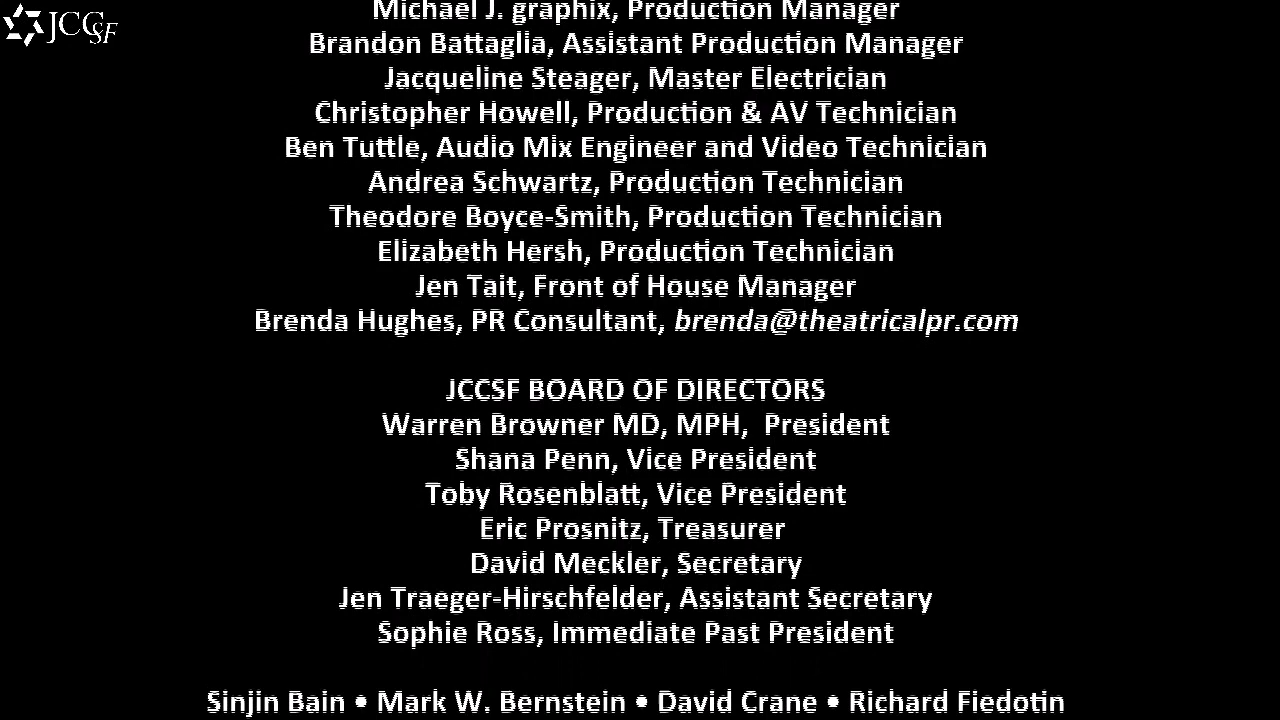 JCCSF
Michael J. graphix, Production Manager
Brandon Battaglia, Assistant Production Manager
Jacqueline Steager, Master Electrician
Christopher Howell, Production & AV Technician
Ben Tuttle, Audio Mix Engineer and Video Technician
Andrea Schwartz, Production Technician
Theodore Boyce-Smith, Production Technician
Elizabeth Hersh, Production Technician
Jen Tait, Front of House Manager
Brenda Hughes, PR Consultant, brenda@theatricalpr.com
JCCSF BOARD OF DIRECTORS
Warren Browner MD, MPH,  President
Shana Penn, Vice President
Toby Rosenblatt, Vice President
Eric Prosnitz, Treasurer
David Meckler, Secretary
Jen Traeger-Hirschfelder, Assistant Secretary
Sophie Ross, Immediate Past President
Sinjin Bain • Mark W. Bernstein • David Crane • Richard Fiedotin